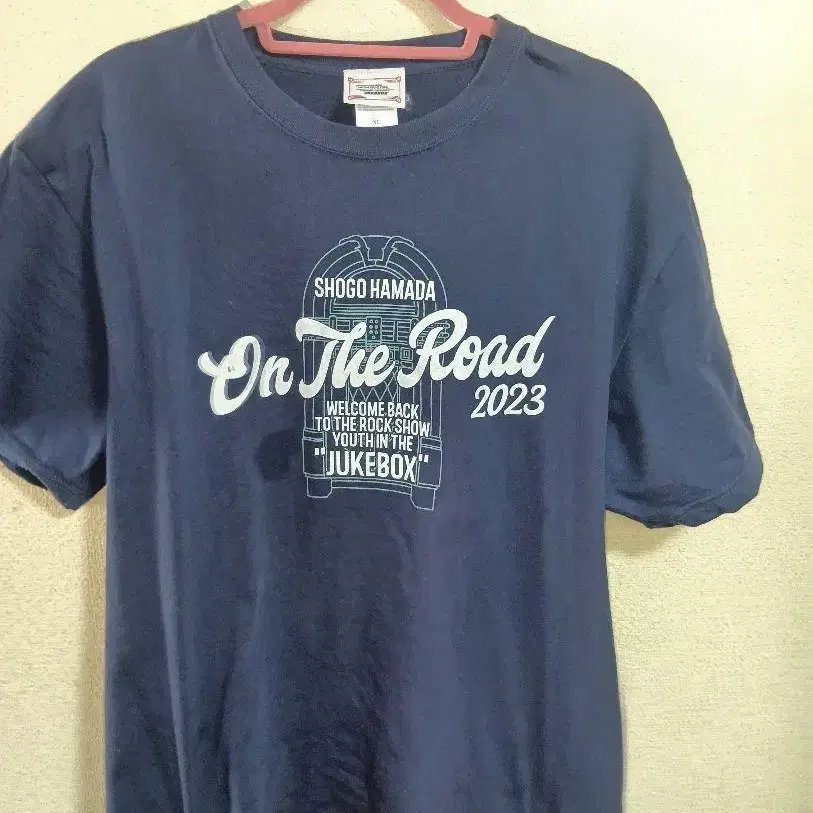 SHOGO HAMADA
"On The Road
2023
WELCOME BACK
TO THE ROCK SHOW
YOUTH IN THE
"JUKEBOX"